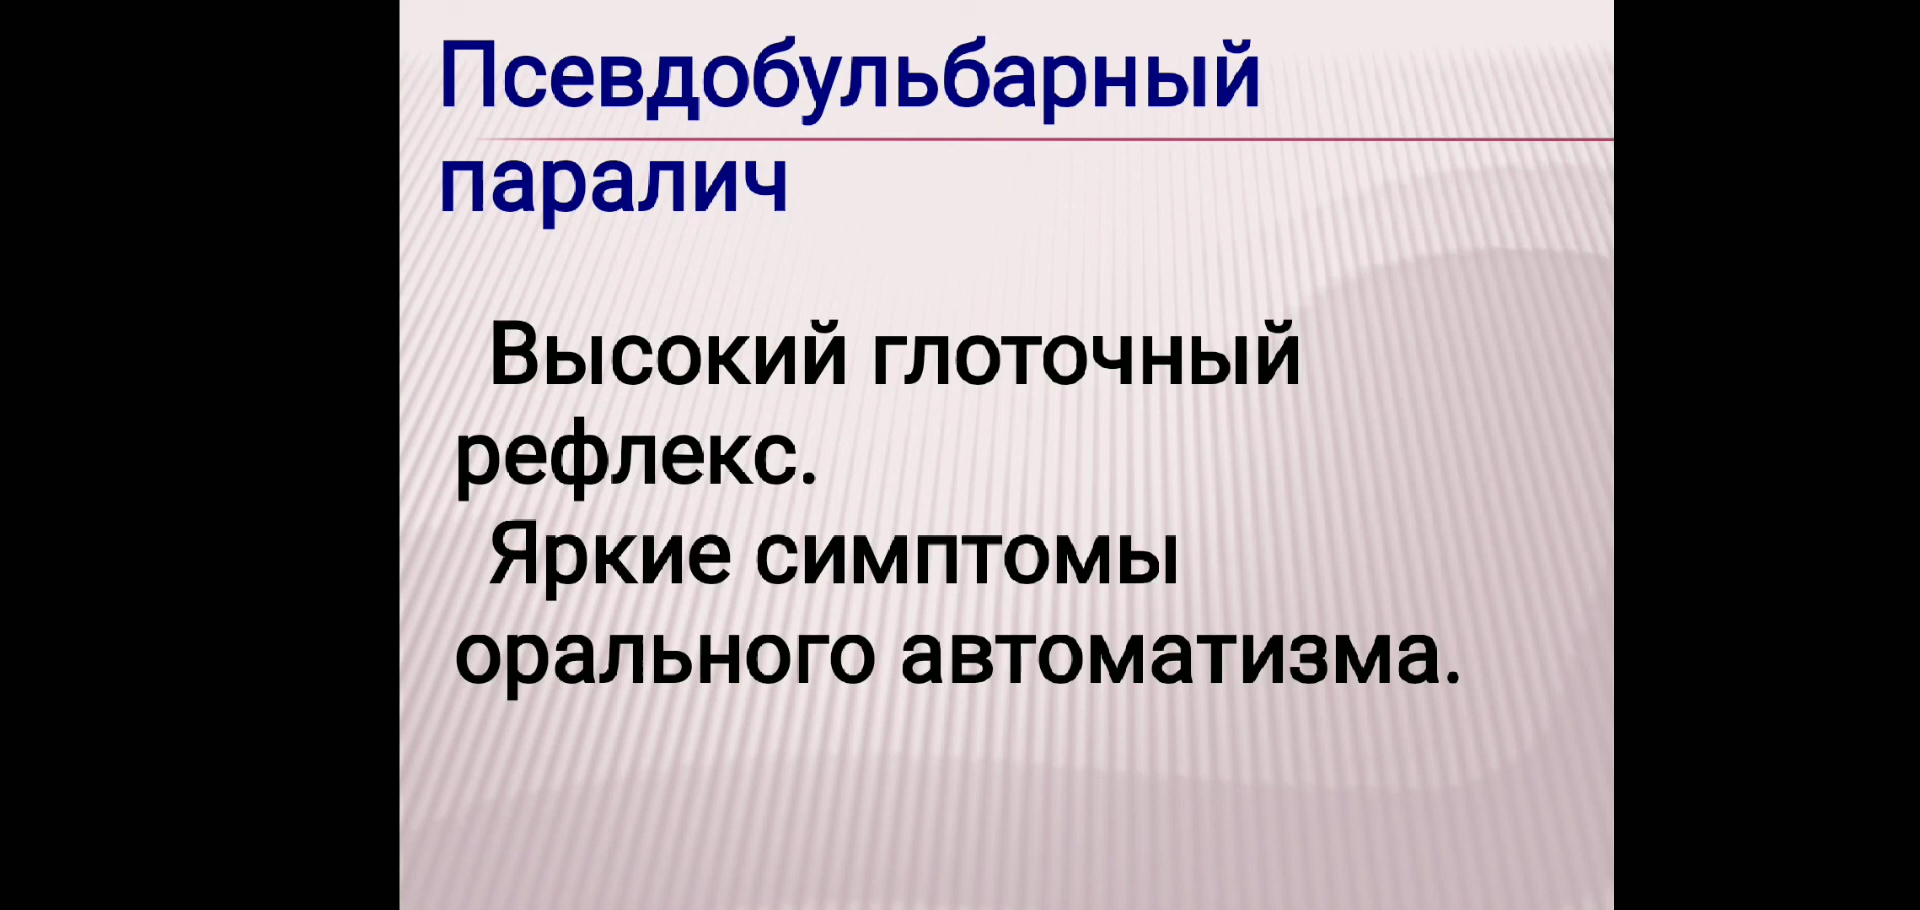 Псевдобульбарный
паралич
Высокий глоточный
рефлекс.
Яркие симптомы
орального автоматизма.